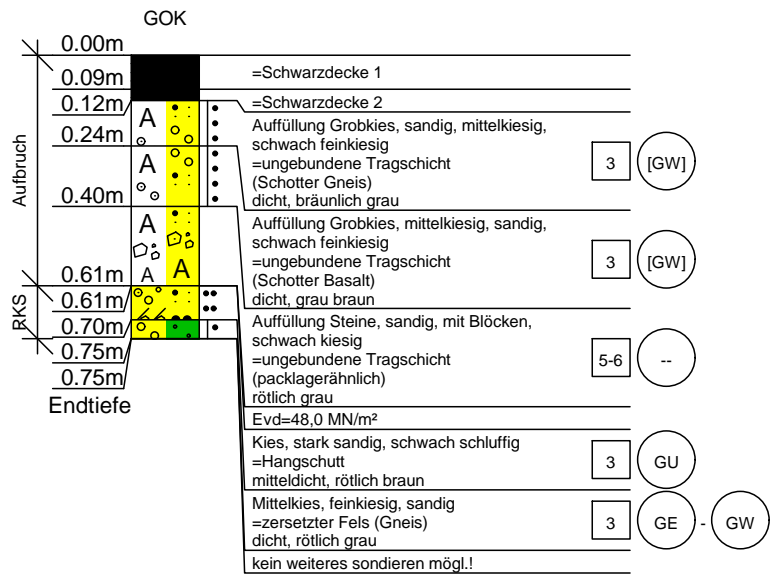 GOK
0.00m
0.09m
0.12m
0.24m
0.40m
0.61m
0.61m
0.70m
0.75m
0.75m
Endtiefe
Aufbruch
RKS
A
A
A
A
A
=Schwarzdecke 1
=Schwarzdecke 2
Auffüllung Grobkies, sandig, mittelkiesig,
schwach feinkiesig
=ungebundene Tragschicht
(Schotter Gneis)
dicht, bräunlich grau
3 [GW]
Auffüllung Grobkies, mittelkiesig, sandig,
schwach feinkiesig
=ungebundene Tragschicht
(Schotter Basalt)
dicht, grau braun
3 [GW]
Auffüllung Steine, sandig, mit Blöcken,
schwach kiesig
=ungebundene Tragschicht
(packlagerähnlich)
rötlich grau
5-6 --
Evd=48,0 MN/m²
Kies, stark sandig, schwach schluffig
=Hangschutt
mitteldicht, rötlich braun
3 GU
Mittelkies, feinkiesig, sandig
=zersetzter Fels (Gneis)
dicht, rötlich grau
3 GE - GW
kein weiteres sondieren mögl.!